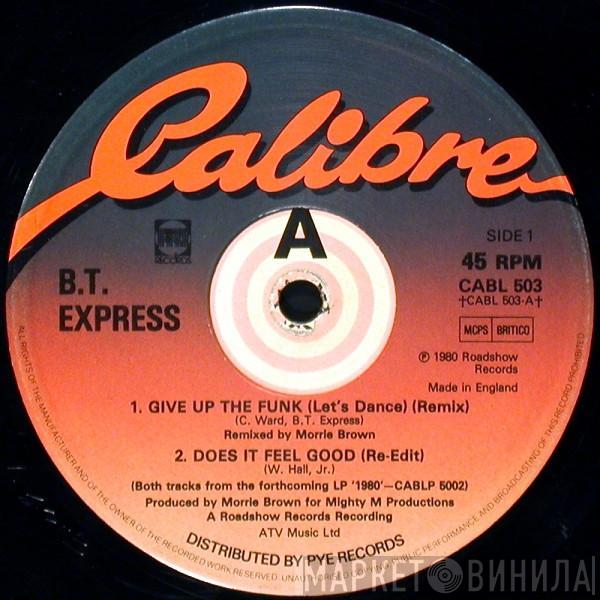 Calibre
A
ROADSHOW
RECORDS
SIDE 1
45 RPM
CABL 503
†CABL 503-A†
B.T.
EXPRESS
MCPS BRITICO
℗ 1980 Roadshow
Records
Made in England
1. GIVE UP THE FUNK (Let's Dance) (Remix)
(C. Ward, B.T. Express)
Remixed by Morrie Brown
2. DOES IT FEEL GOOD (Re-Edit)
(W. Hall, Jr.)
(Both tracks from the forthcoming LP '1980'—CABLP 5002)
Produced by Morrie Brown for Mighty M Productions
A Roadshow Records Recording
ATV Music Ltd
DISTRIBUTED BY PYE RECORDS
ALL RIGHTS OF THE MANUFACTURER AND OF THE OWNER OF THE RECORDED WORK RESERVED. UNAUTHORISED COPYING PUBLIC PERFORMANCE AND BROADCASTING OF THIS RECORD PROHIBITED
МАРКЕТ ВИНИЛА